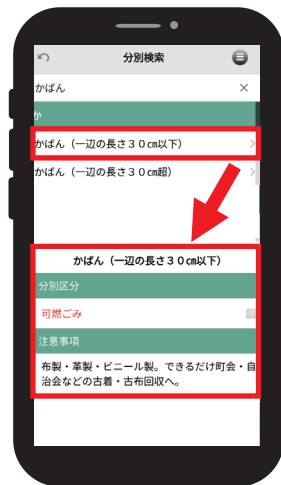 分別検索
かばん
か
かばん（一辺の長さ３０㎝以下）
かばん（一辺の長さ３０㎝超）
かばん（一辺の長さ３０㎝以下）
分別区分
可燃ごみ
注意事項
布製・革製・ビニール製。できるだけ町会・自
治会などの古着・古布回収へ。